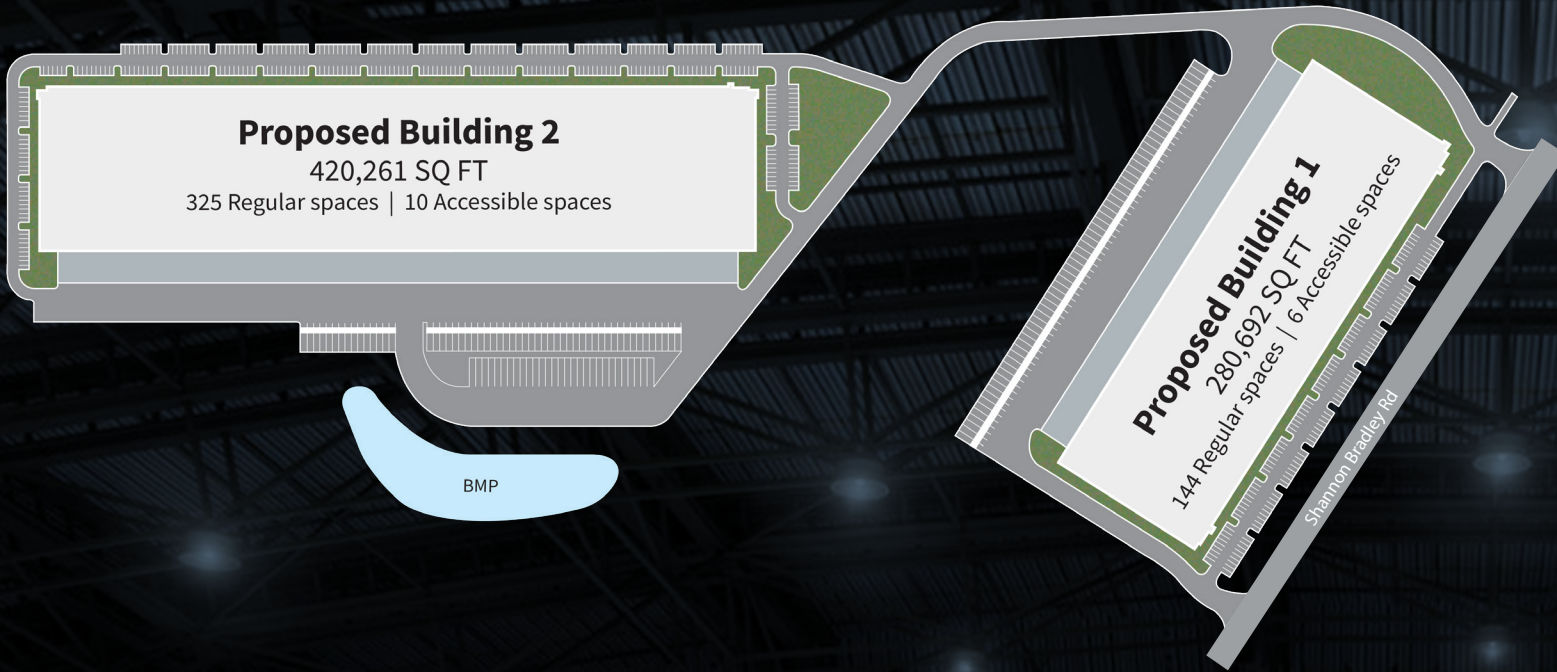 Proposed Building 2
420,261 SQ FT
325 Regular spaces | 10 Accessible spaces
BMP
Proposed Building 1
280,692 SQ FT
144 Regular spaces | 6 Accessible spaces
Shannon Bradley Rd